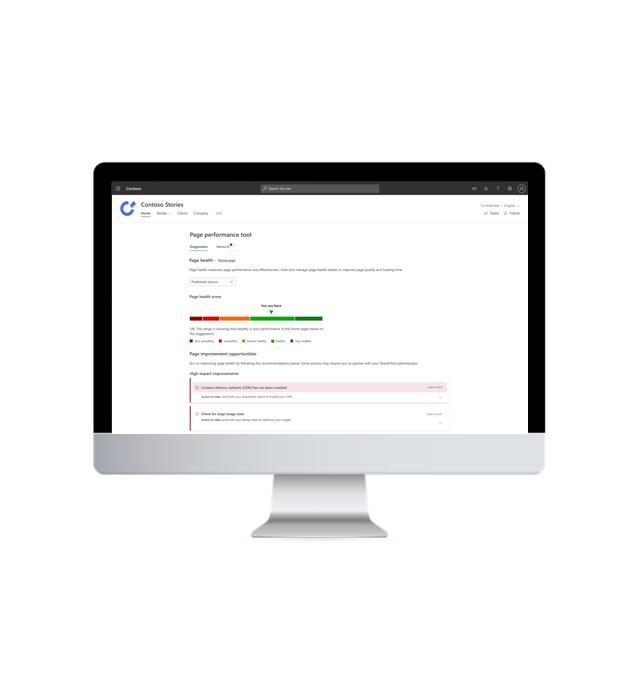 Contoso
Search the site
Contoso Stories
Confidential
English
Home
Stories
Clients
Company
Edit
Share
Follow
Page performance tool
Diagnostics
Network
Page health - Home.aspx
Page health measures page performance and effectiveness. View and manage page health details to improve page quality and loading time.
Published version
Page health score
You are here
This range is showing how healthy is your performance of the home page based on
the suggestions.
Very unhealthy
Unhealthy
Almost healthy
Healthy
Very healthy
Page improvement opportunities
Act on improving page health by following the recommendations below. Some actions may require you to partner with your SharePoint administrator.
High impact improvements
Content delivery network (CDN) has not been enabled.
Learn more
Action to take: work with your SharePoint admin to enable your CDN
Check for large image sizes
Learn more
Action to take: work with your design team to optimize your images